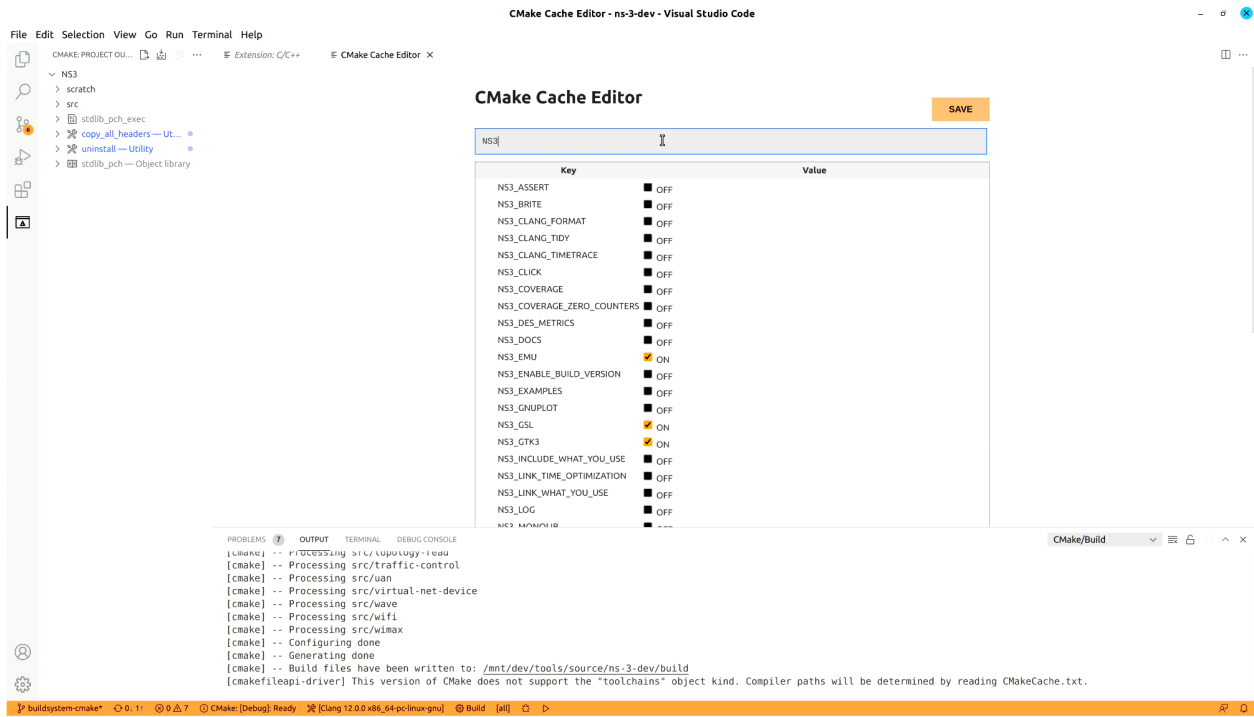 CMake Cache Editor - ns-3-dev - Visual Studio Code
File Edit Selection View Go Run Terminal Help
CMAKE: PROJECT OU... ... Extension: C/C++ CMake Cache Editor
NS3
scratch
src
stdlib_pch_exec
copy_all_headers — Ut...
uninstall — Utility
stdlib_pch — Object library
6
CMake Cache Editor
SAVE
NS3
Key Value
NS3_ASSERT OFF
NS3_BRITE OFF
NS3_CLANG_FORMAT OFF
NS3_CLANG_TIDY OFF
NS3_CLANG_TIMETRACE OFF
NS3_CLICK OFF
NS3_COVERAGE OFF
NS3_COVERAGE_ZERO_COUNTERS OFF
NS3_DES_METRICS OFF
NS3_DOCS OFF
NS3_EMU ON
NS3_ENABLE_BUILD_VERSION OFF
NS3_EXAMPLES OFF
NS3_GNUPLOT OFF
NS3_GSL ON
NS3_GTK3 ON
NS3_INCLUDE_WHAT_YOU_USE OFF
NS3_LINK_TIME_OPTIMIZATION OFF
NS3_LINK_WHAT_YOU_USE OFF
NS3_LOG OFF
NS3_MONOLIB OFF
PROBLEMS 7 OUTPUT TERMINAL DEBUG CONSOLE CMake/Build
[cmake] -- Processing src/topology-read
[cmake] -- Processing src/traffic-control
[cmake] -- Processing src/uan
[cmake] -- Processing src/virtual-net-device
[cmake] -- Processing src/wave
[cmake] -- Processing src/wifi
[cmake] -- Processing src/wimax
[cmake] -- Configuring done
[cmake] -- Generating done
[cmake] -- Build files have been written to: /mnt/dev/tools/source/ns-3-dev/build
[cmakefileapi-driver] This version of CMake does not support the "toolchains" object kind. Compiler paths will be determined by reading CMakeCache.txt.
buildsystem-cmake* 0↓ 1↑ 0 7 CMake: [Debug]: Ready [Clang 12.0.0 x86_64-pc-linux-gnu] Build [all]